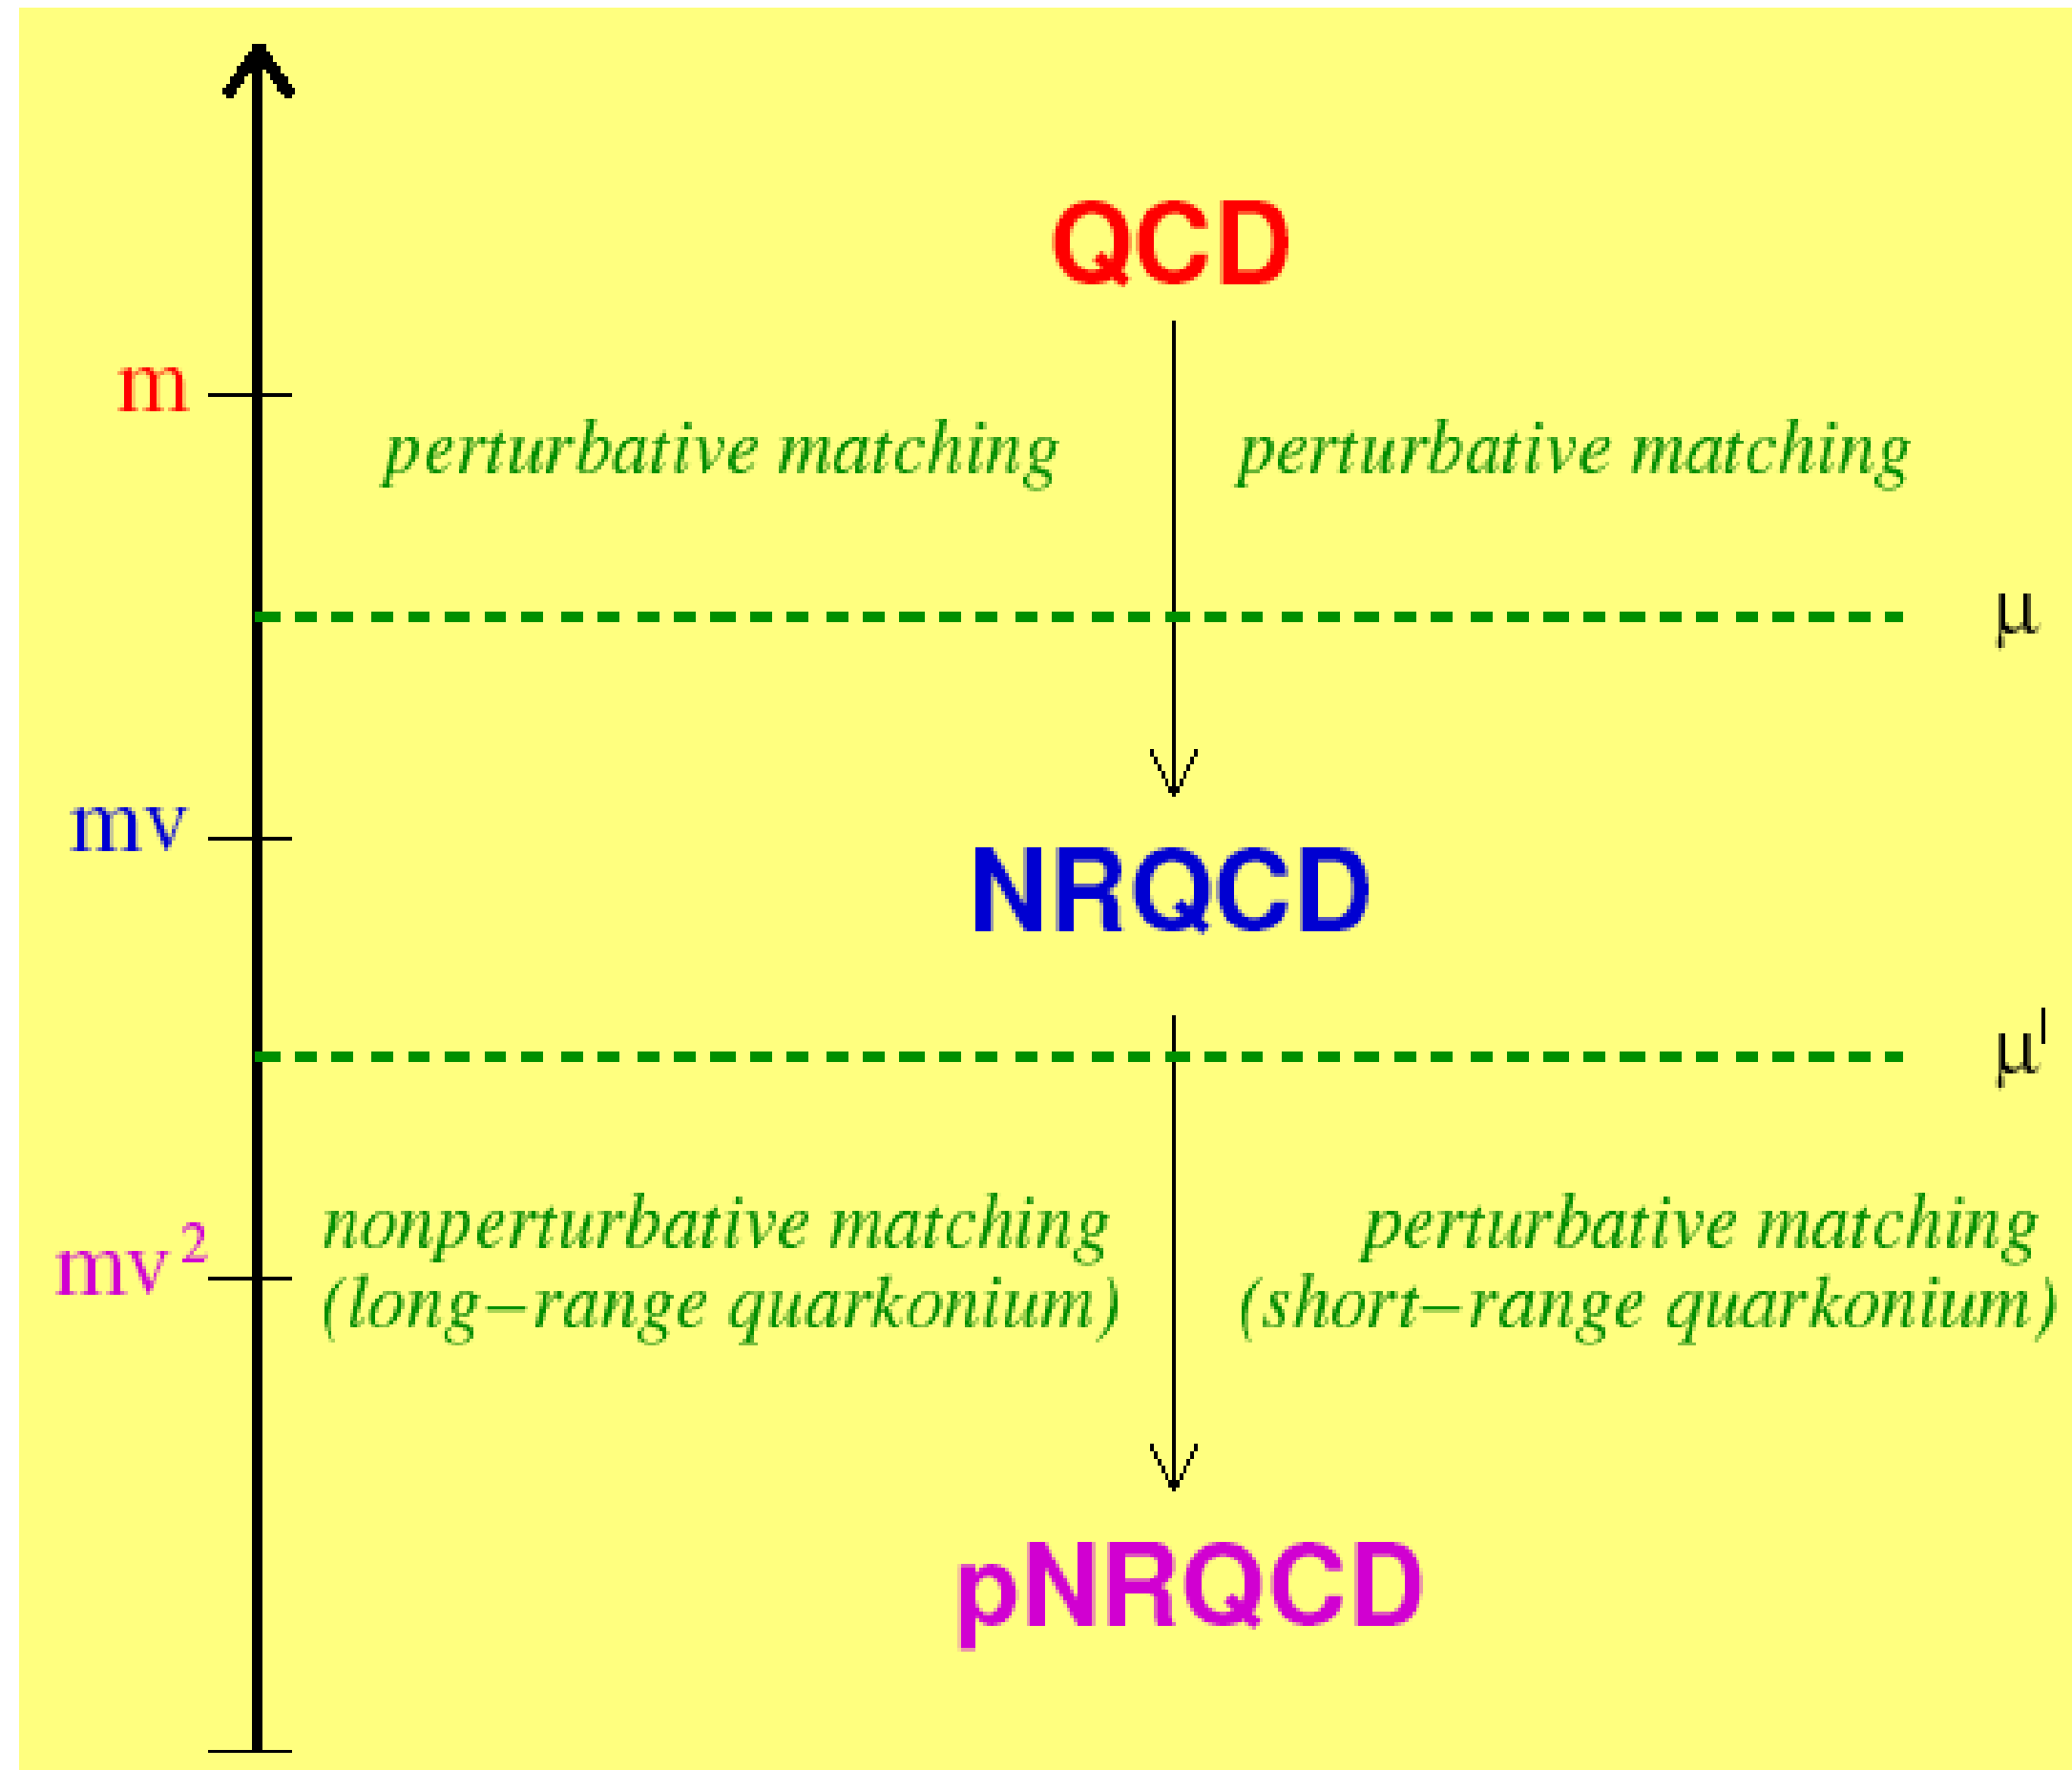 QCD
m
perturbative matching perturbative matching
μ
mv
NRQCD
μ'
nonperturbative matching perturbative matching
mv²
(long–range quarkonium) (short–range quarkonium)
pNRQCD